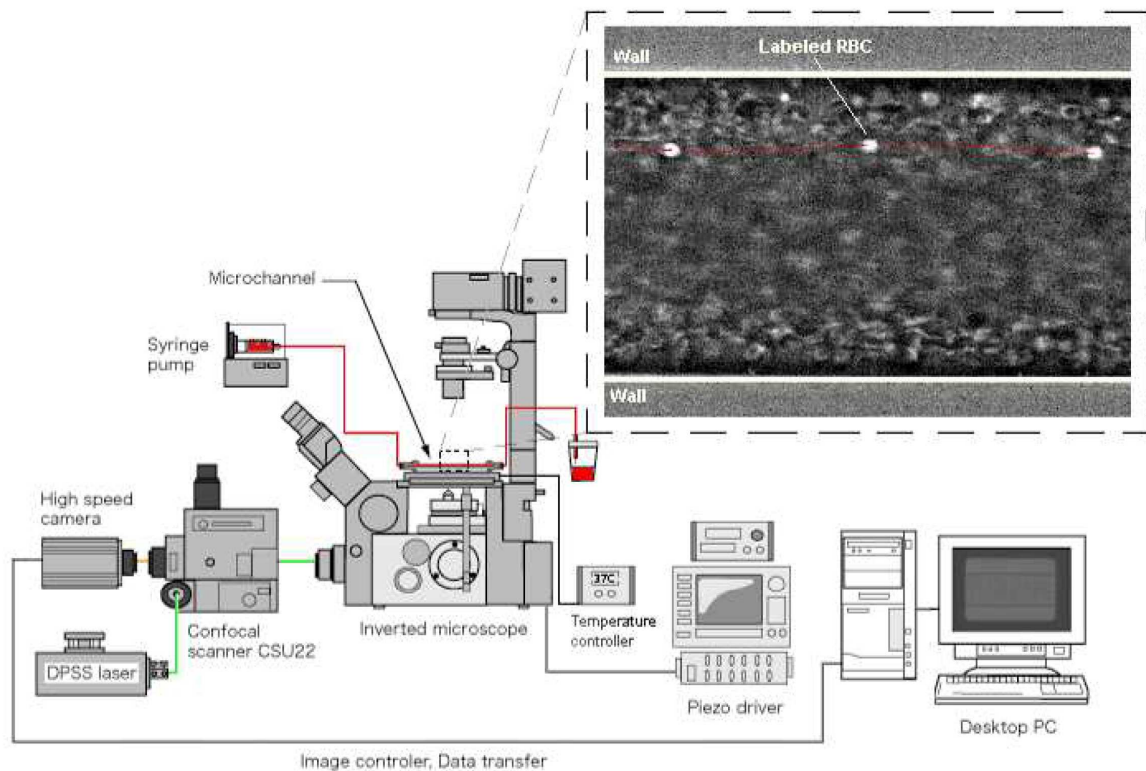 Wall
Labeled RBC
Wall
Microchannel
Syringe
pump
High speed
camera
37C
Confocal
scanner CSU22
Inverted microscope
Temperature
controller
DPSS laser
Piezo driver
Desktop PC
Image controler, Data transfer